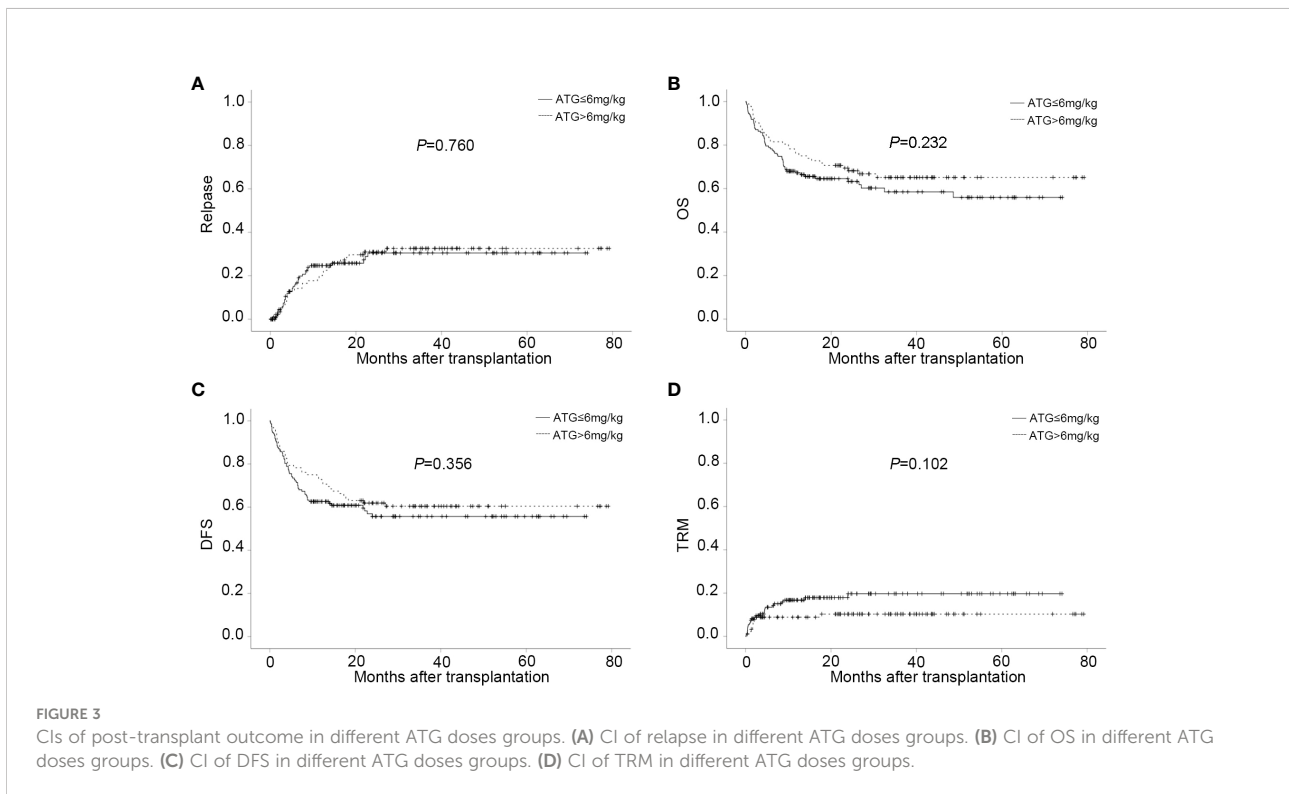 A
ATG≤6mg/kg
ATG>6mg/kg
P=0.760
1.0
0.8
0.6
0.4
0.2
0.0
Relpase
0 20 40 60 80
Months after transplantation
B
ATG≤6mg/kg
ATG>6mg/kg
P=0.232
1.0
0.8
0.6
0.4
0.2
0.0
OS
0 20 40 60 80
Months after transplantation
C
ATG≤6mg/kg
ATG>6mg/kg
P=0.356
1.0
0.8
0.6
0.4
0.2
0.0
DFS
0 20 40 60 80
Months after transplantation
D
ATG≤6mg/kg
ATG>6mg/kg
P=0.102
1.0
0.8
0.6
0.4
0.2
0.0
TRM
0 20 40 60 80
Months after transplantation
FIGURE 3
CIs of post-transplant outcome in different ATG doses groups. (A) CI of relapse in different ATG doses groups. (B) CI of OS in different ATG
doses groups. (C) CI of DFS in different ATG doses groups. (D) CI of TRM in different ATG doses groups.